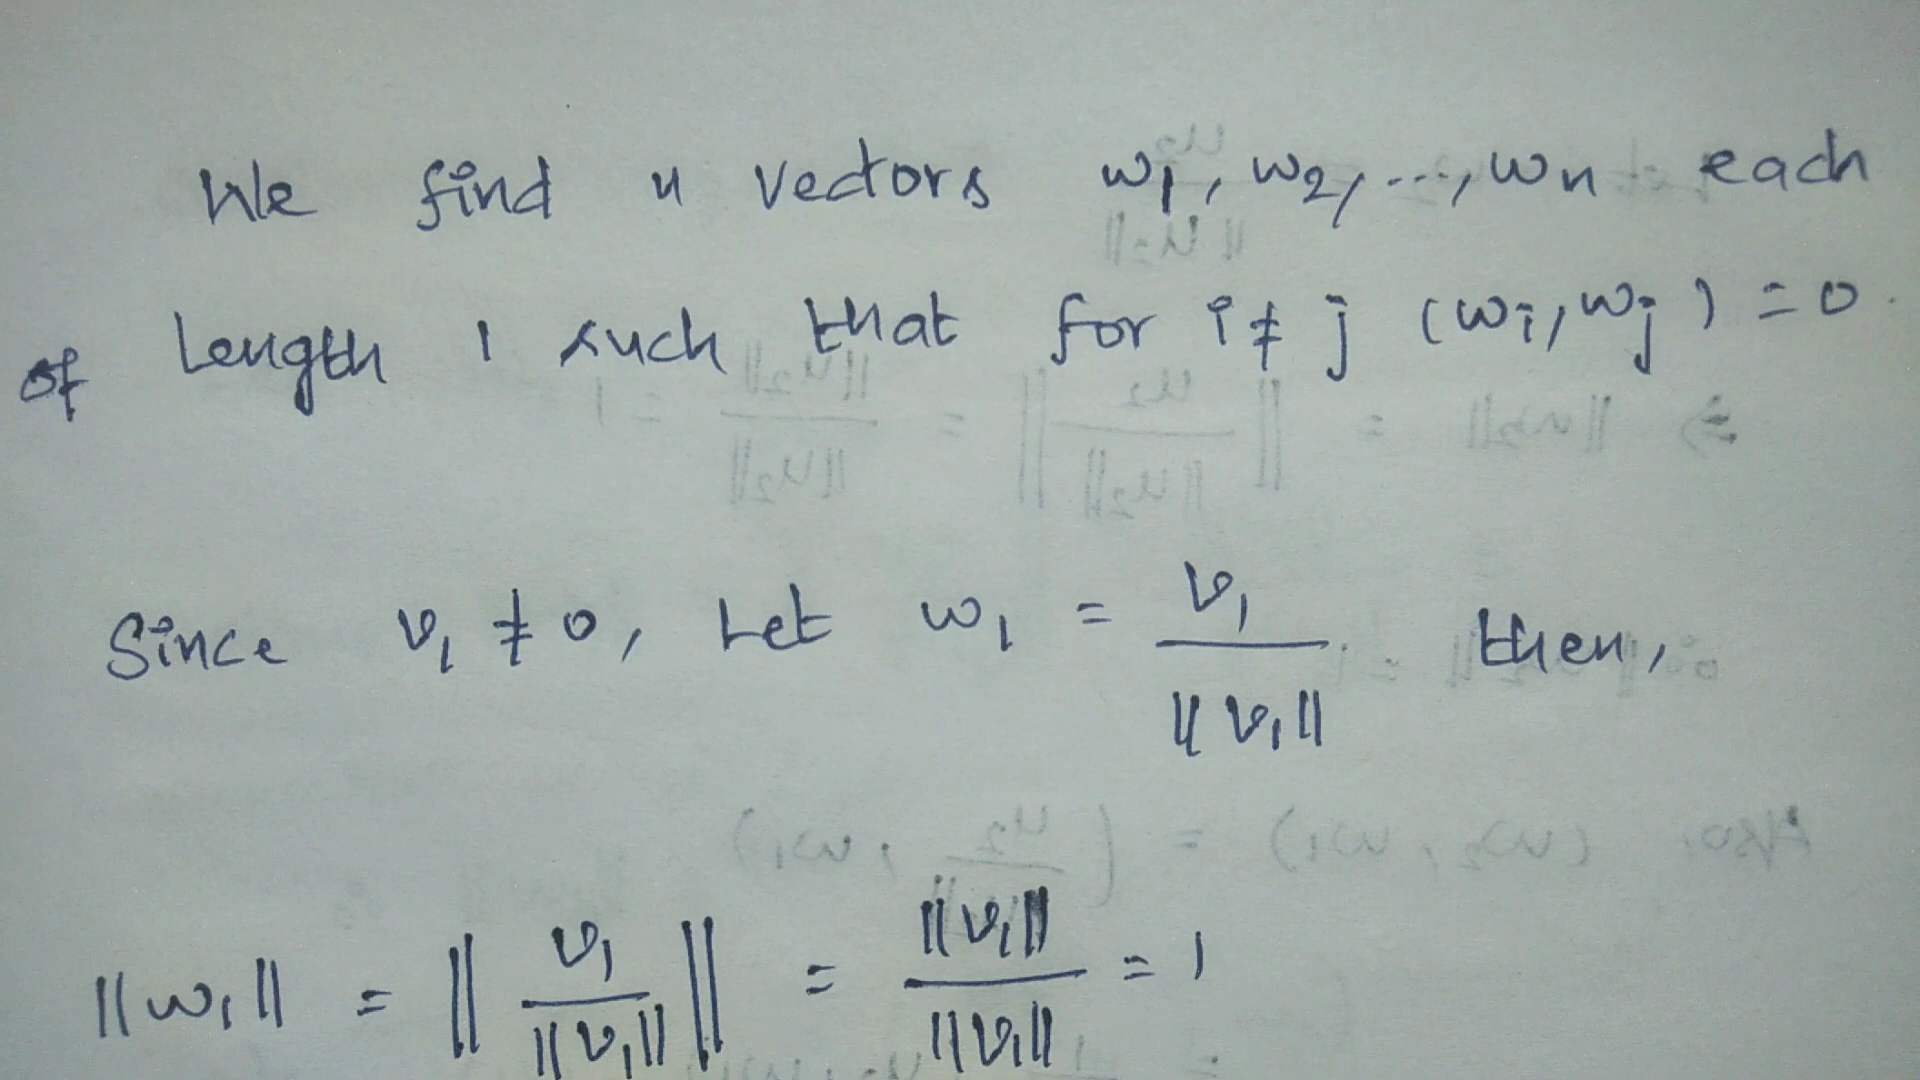 We find n vectors w₁, w₂, ..., wₙ each
of Length 1 such that for i ≠ j (wᵢ, wⱼ) = 0.
Since v₁ ≠ 0, Let w₁ = v₁ / ||v₁|| then,
||w₁|| = || v₁ / ||v₁|| || = ||v₁|| / ||v₁|| = 1